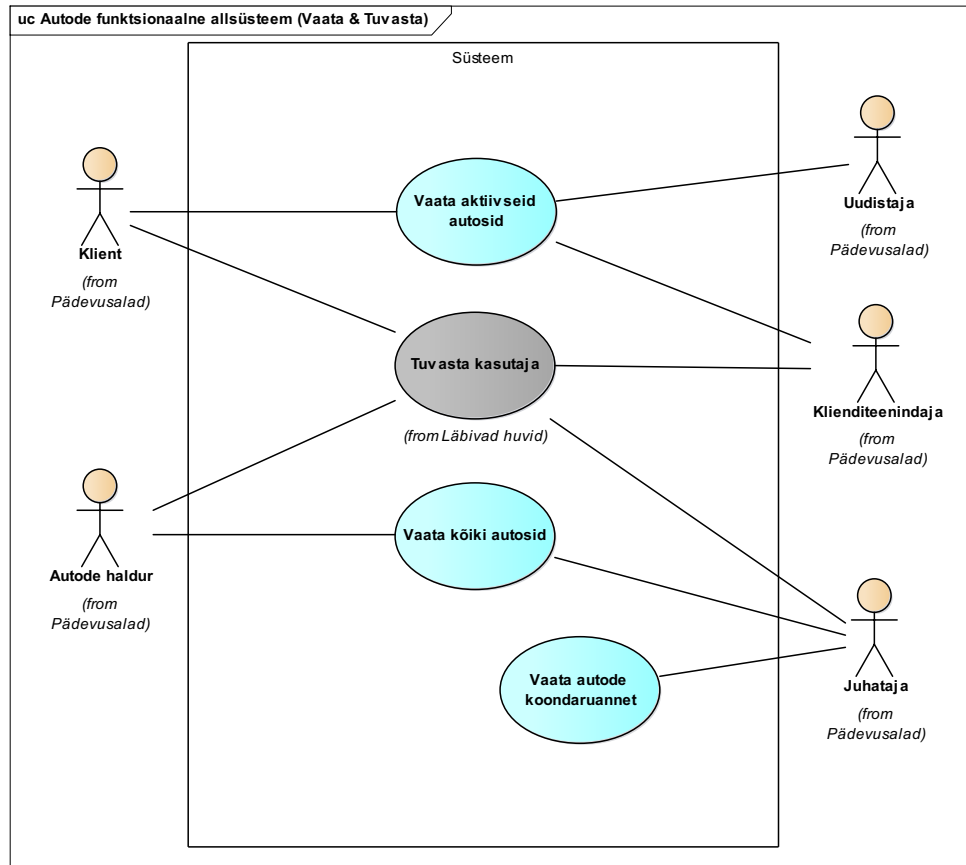 uc Autode funktsionaalne allsüsteem (Vaata & Tuvasta)
Süsteem
Klient
(from
Pädevusalad)
Vaata aktiivseid
autosid
Uudistaja
(from
Pädevusalad)
Tuvasta kasutaja
(from Läbivad huvid)
Klienditeenindaja
(from
Pädevusalad)
Autode haldur
(from
Pädevusalad)
Vaata kõiki autosid
Vaata autode
koondaruannet
Juhataja
(from
Pädevusalad)